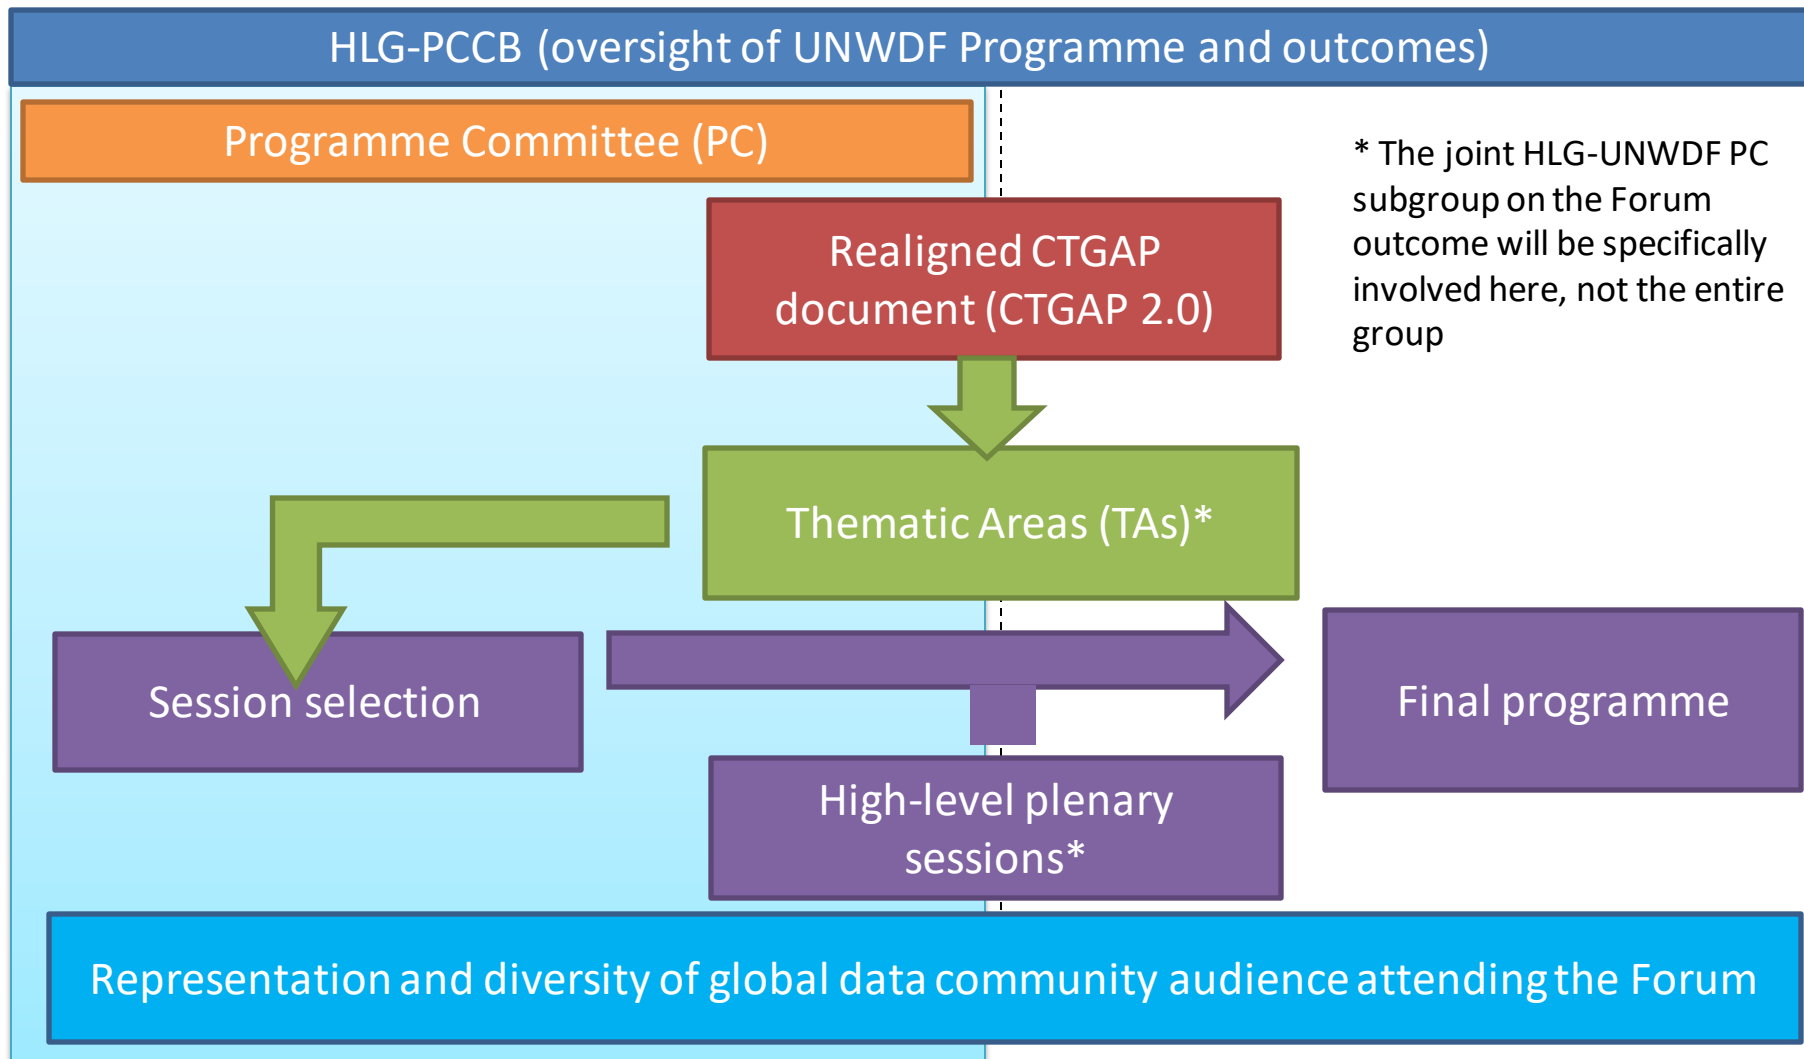 HLG-PCCB (oversight of UNWDF Programme and outcomes)
Programme Committee (PC)
* The joint HLG-UNWDF PC
subgroup on the Forum
outcome will be specifically
involved here, not the entire
group
Realigned CTGAP
document (CTGAP 2.0)
Thematic Areas (TAs)*
Session selection
Final programme
High-level plenary
sessions*
Representation and diversity of global data community audience attending the Forum